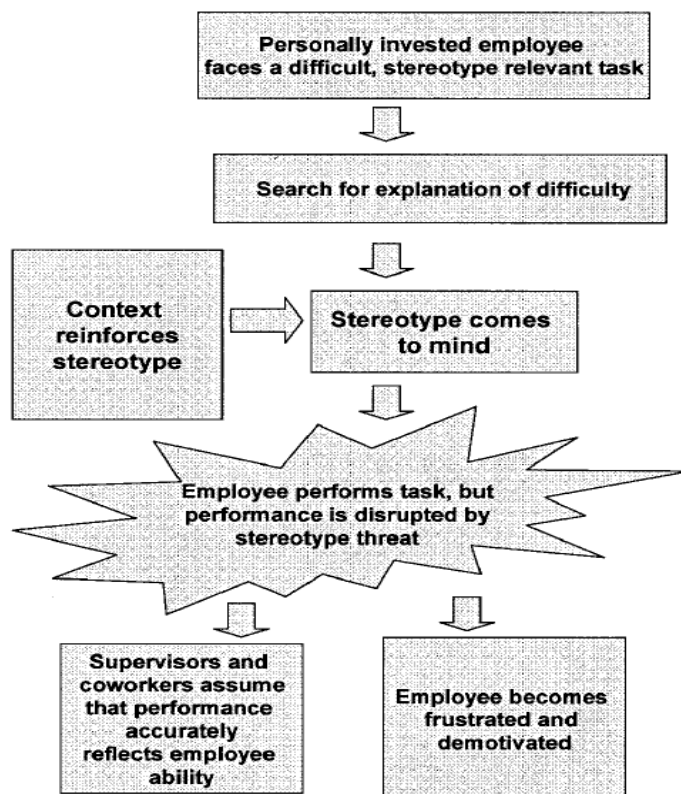 Personally invested employee
faces a difficult, stereotype relevant task
Search for explanation of difficulty
Context
reinforces
stereotype
Stereotype comes
to mind
Employee performs task, but
performance is disrupted by
stereotype threat
Supervisors and
coworkers assume
that performance
accurately
reflects employee
ability
Employee becomes
frustrated and
demotivated